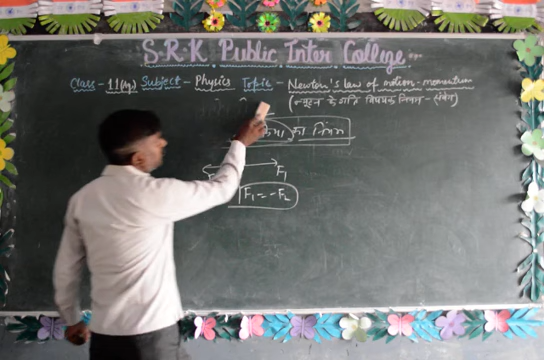 S.R.K. Public Inter College
Class - 11(A) Subject - Physics Topic - Newton's law of motion - momentum
(न्यूटन के गति विषयक नियम - (संवेग)
का नियम
F₁
F₁ = -F₂